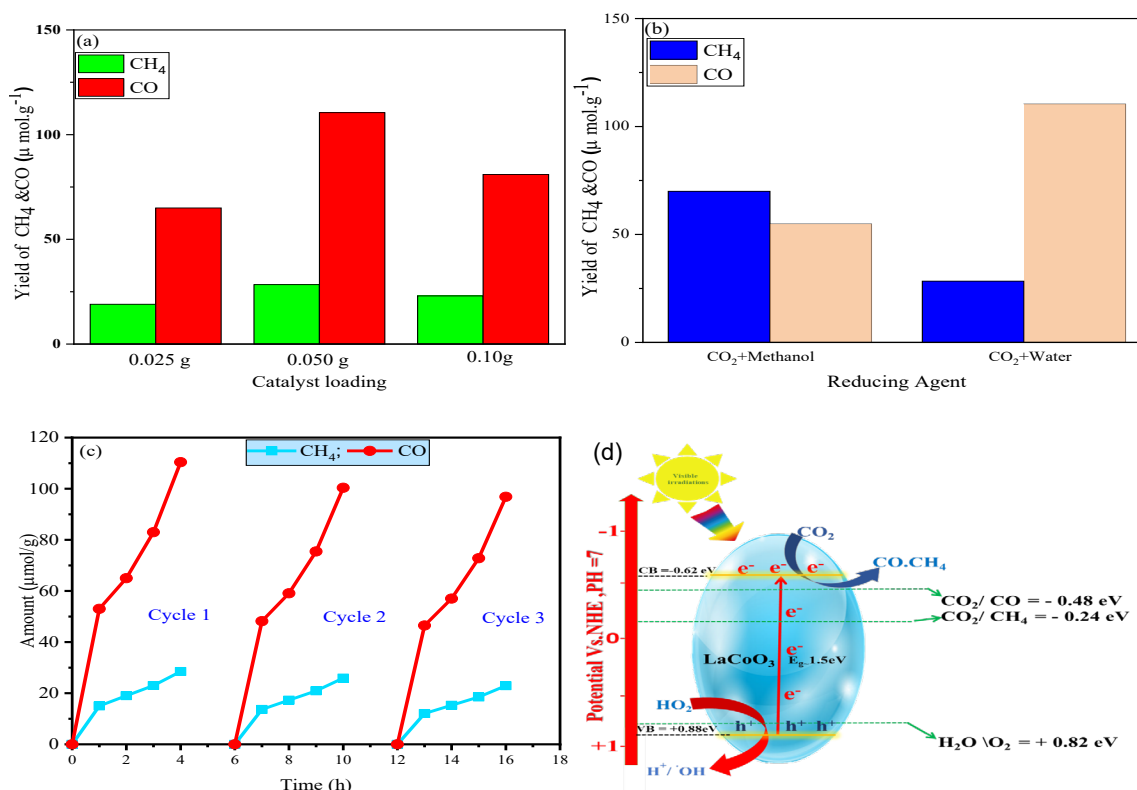 (a)
CH₄
CO
150
100
50
0
Yield of CH₄ &CO (μ mol.g⁻¹)
0.025 g
0.050 g
0.10g
Catalyst loading
(b)
CH₄
CO
150
100
50
0
Yield of CH₄ &CO (μ mol.g⁻¹)
CO₂+Methanol
CO₂+Water
Reducing Agent
(c)
CH₄;
CO
120
100
80
60
40
20
0
Amount (μmol/g)
Cycle 1
Cycle 2
Cycle 3
0 2 4 6 8 10 12 14 16 18
Time (h)
(d)
Visible
irradiations
Potential Vs.NHE ,PH =7
-1
0
+1
CO₂
CO.CH₄
CB = -0.62 eV
e⁻ e⁻ e⁻
CO₂/ CO = - 0.48 eV
CO₂/ CH₄ = - 0.24 eV
e⁻
e⁻
LaCoO₃
E_g_1.5eV
e⁻
HO₂
h⁺ h⁺ h⁺
VB = +0.88eV
H₂O \O₂ = + 0.82 eV
H⁺/ ˙OH